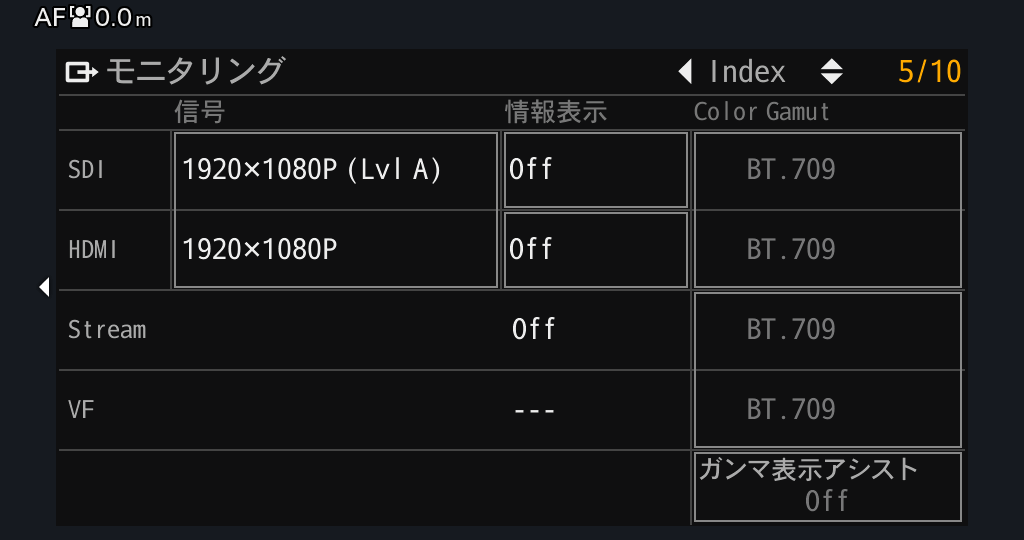 AF 0.0m
モニタリング Index 5/10
信号 情報表示 Color Gamut
SDI 1920×1080P (Lvl A) Off BT.709
HDMI 1920×1080P Off BT.709
Stream Off BT.709
VF --- BT.709
ガンマ表示アシスト
Off